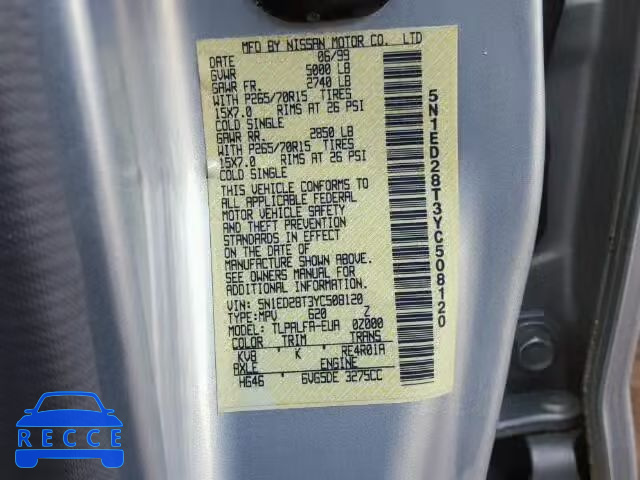 MFD BY NISSAN MOTOR CO. LTD
DATE 06/99
GVWR 5000 LB
GAWR FR. 2740 LB
WITH P265/70R15 TIRES
15X7.0 RIMS AT 26 PSI
COLD SINGLE
GAWR RR. 2850 LB
WITH P265/70R15 TIRES
15X7.0 RIMS AT 26 PSI
COLD SINGLE
THIS VEHICLE CONFORMS TO
ALL APPLICABLE FEDERAL
MOTOR VEHICLE SAFETY
AND THEFT PREVENTION
STANDARDS IN EFFECT
ON THE DATE OF
MANUFACTURE SHOWN ABOVE.
SEE OWNERS MANUAL FOR
ADDITIONAL INFORMATION
VIN: 5N1ED28T3YC508120
TYPE:MPV 620 Z
MODEL: TLPALFA-EUA 0Z000
COLOR TRIM TRANS
KV8 K RE4R01A
AXLE ENGINE
HG46 6VG5DE 3275CC
5N1ED28T3YC508120
RECCE